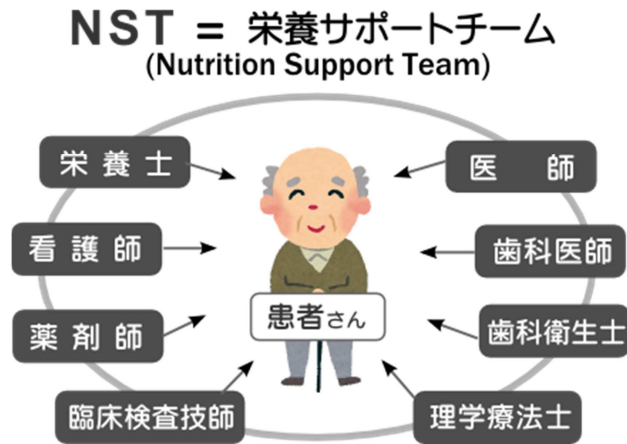 NST = 栄養サポートチーム
(Nutrition Support Team)
栄養士
医師
看護師
歯科医師
薬剤師
患者さん
歯科衛生士
臨床検査技師
理学療法士